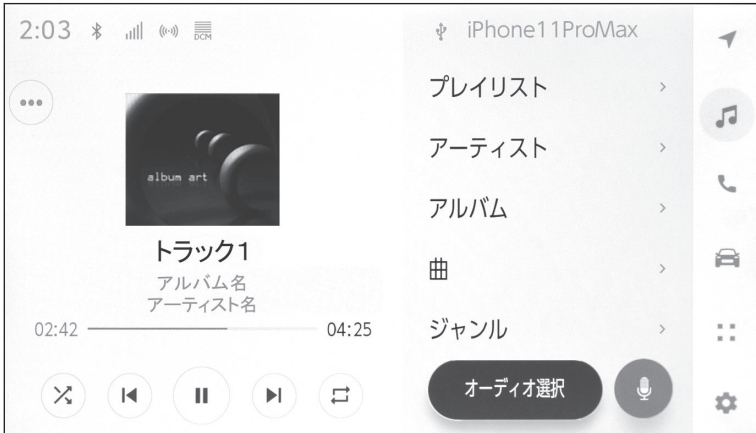 2:03
DCM
album art
トラック1
アルバム名
アーティスト名
02:42
04:25
iPhone11ProMax
プレイリスト
アーティスト
アルバム
曲
ジャンル
オーディオ選択